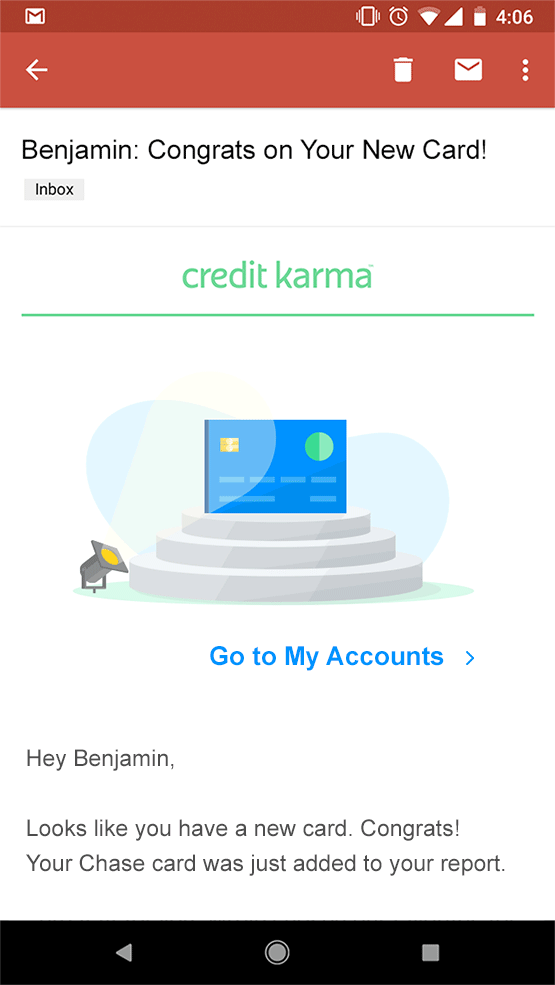 4:06
Benjamin: Congrats on Your New Card!
Inbox
credit karma™
Go to My Accounts
Hey Benjamin,
Looks like you have a new card. Congrats!
Your Chase card was just added to your report.